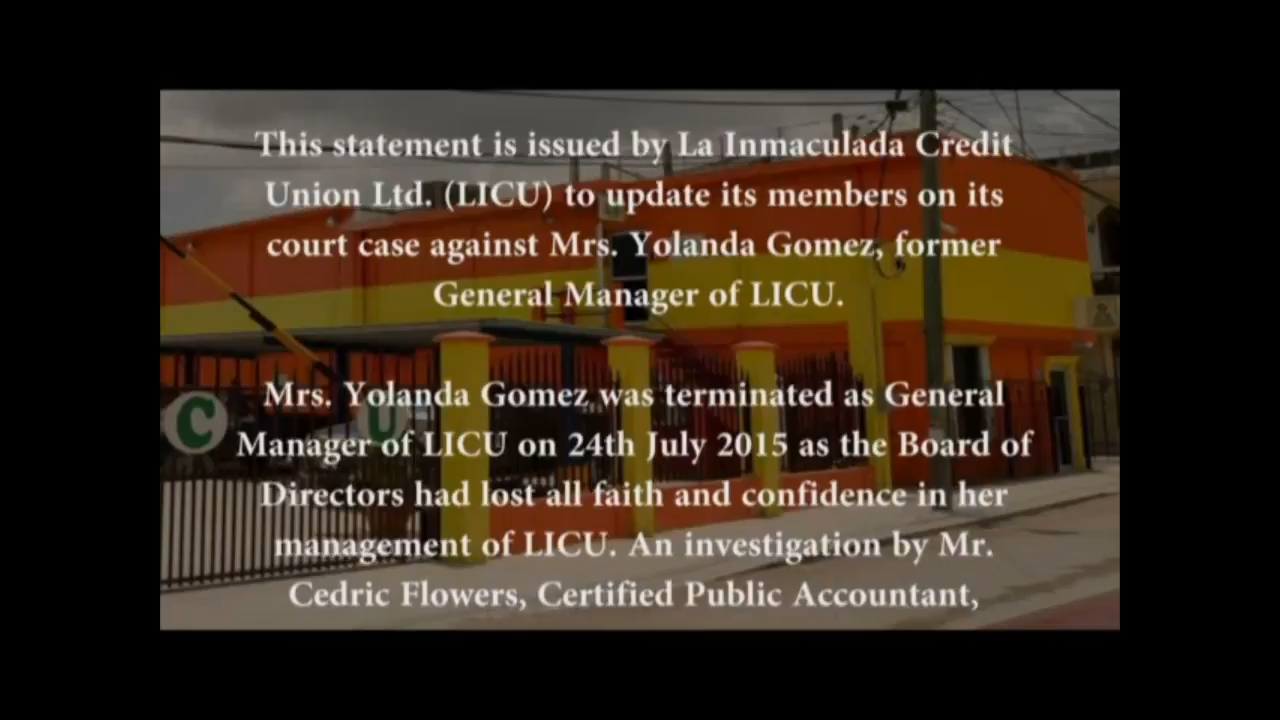 This statement is issued by La Inmaculada Credit
Union Ltd. (LICU) to update its members on its
court case against Mrs. Yolanda Gomez, former
General Manager of LICU.
Mrs. Yolanda Gomez was terminated as General
Manager of LICU on 24th July 2015 as the Board of
Directors had lost all faith and confidence in her
management of LICU. An investigation by Mr.
Cedric Flowers, Certified Public Accountant,
C U